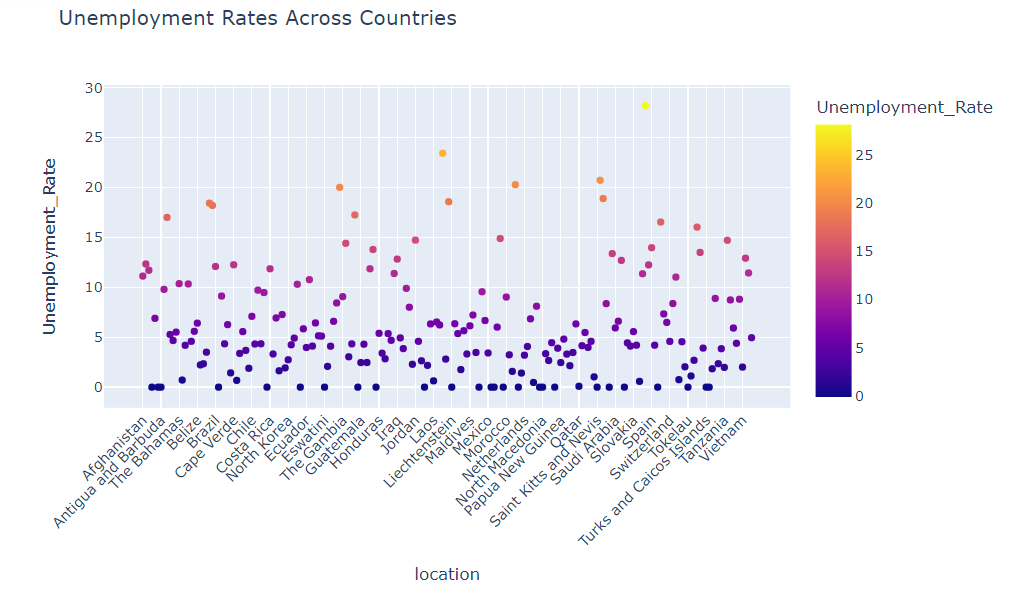 Unemployment Rates Across Countries
Unemployment_Rate
30
25
20
15
10
5
0
Unemployment_Rate
25
20
15
10
5
0
Afghanistan
Antigua and Barbuda
The Bahamas
Belize
Brazil
Cape Verde
Chile
Costa Rica
North Korea
Ecuador
Eswatini
The Gambia
Guatemala
Honduras
Iraq
Jordan
Laos
Liechtenstein
Maldives
Mexico
Morocco
Netherlands
North Macedonia
Papua New Guinea
Qatar
Saint Kitts and Nevis
Saudi Arabia
Slovakia
Spain
Switzerland
Tokelau
Turks and Caicos Islands
Tanzania
Vietnam
location